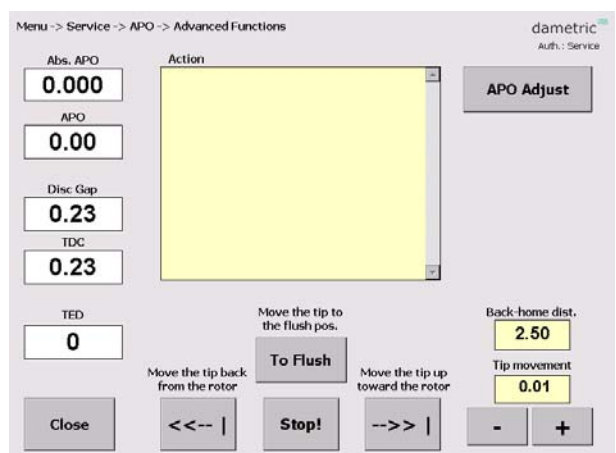 Menu -> Service -> APO -> Advanced Functions
dametric
Auth.: Service
Abs. APO
0.000
APO
0.00
Disc Gap
0.23
TDC
0.23
TED
0
Action
APO Adjust
Move the tip to
the flush pos.
To Flush
Move the tip back
from the rotor
Move the tip up
toward the rotor
Back-home dist.
2.50
Tip movement
0.01
Close
<<-- |
Stop!
-->> |
-
+